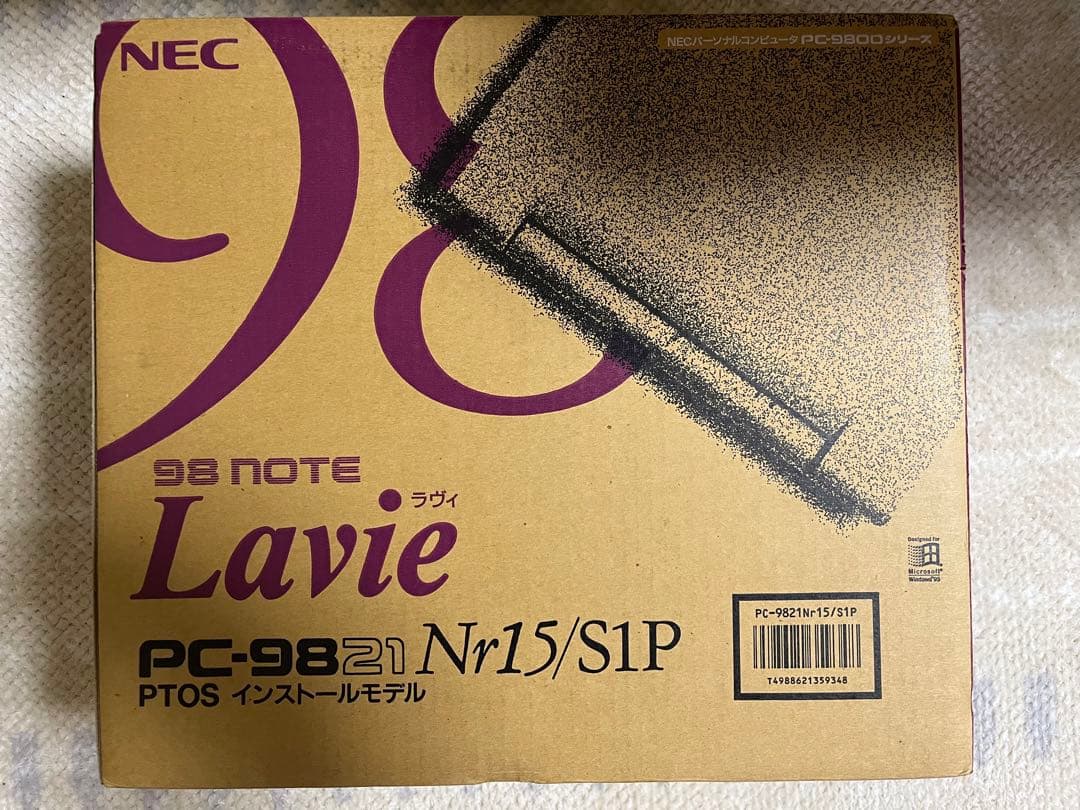 NEC
98
NECパーソナルコンピュータ PC-9800シリーズ
98 NOTE
ラヴィ
Lavie
PC-9821 Nr15/S1P
PTOS インストールモデル
Designed for
Microsoft®
Windows®95
PC-9821Nr15/S1P
T4988621359348